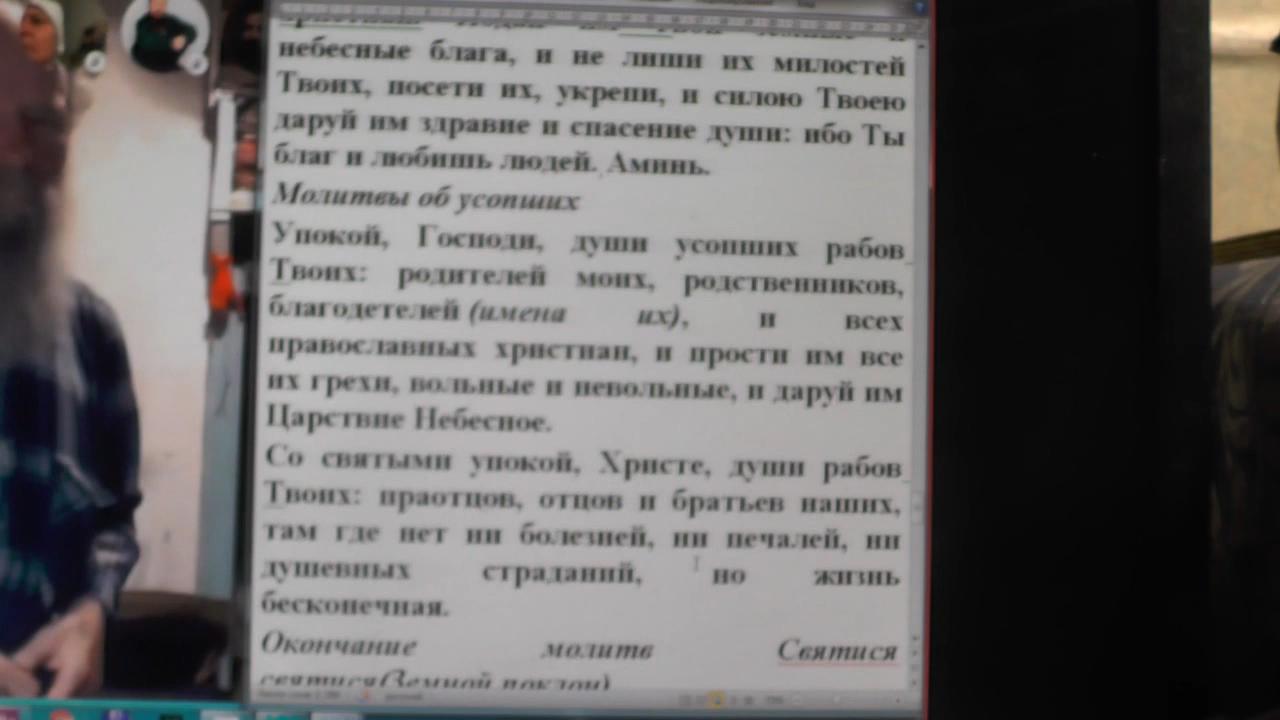 небесные блага, и не лиши их милостей
Твоих, посети их, укрепи, и силою Твоею
даруй им здравие и спасение души: ибо Ты
благ и любишь людей. Аминь.
Молитвы об усопших
Упокой, Господи, души усопших рабов
Твоих: родителей моих, родственников,
благодетелей (имена их), и всех
православных христиан, и прости им все
их грехи, вольные и невольные, и даруй им
Царствие Небесное.
Со святыми упокой, Христе, души рабов
Твоих: праотцов, отцов и братьев наших,
там где нет ни болезней, ни печалей, ни
душевных страданий, но жизнь
бесконечная.
Окончание молитв Святися
святися(Земной поклон)